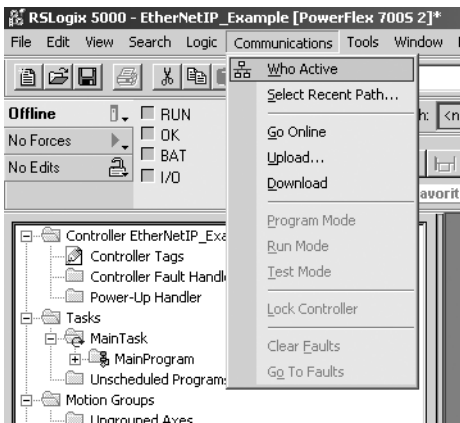 RSLogix 5000 - EtherNetIP_Example [PowerFlex 700S 2]*
File Edit View Search Logic Communications Tools Window
Who Active
Select Recent Path...
Go Online
Upload...
Download
Program Mode
Run Mode
Test Mode
Lock Controller
Clear Faults
Go To Faults
Offline
RUN
No Forces
OK
No Edits
BAT
I/O
h: <n
avorit
Controller EtherNetIP_Exa
Controller Tags
Controller Fault Handl
Power-Up Handler
Tasks
MainTask
MainProgram
Unscheduled Programs
Motion Groups
Ungrouped Axes